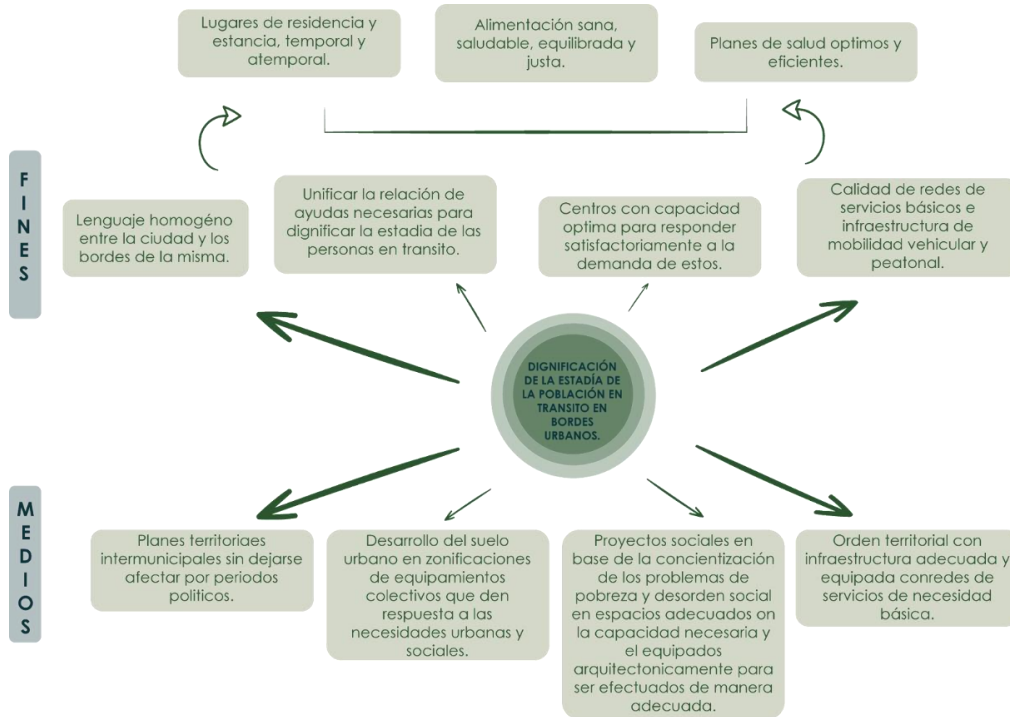 Lugares de residencia y
estancia, temporal y
atemporal.
Alimentación sana,
saludable, equilibrada y
justa.
Planes de salud optimos y
eficientes.
FINES
Lenguaje homogéno
entre la ciudad y los
bordes de la misma.
Unificar la relación de
ayudas necesarias para
dignificar la estadia de las
personas en transito.
Centros con capacidad
optima para responder
satisfactoriamente a la
demanda de estos.
Calidad de redes de
servicios básicos e
infraestructura de
mobilidad vehicular y
peatonal.
DIGNIFICACIÓN
DE LA ESTADÍA DE
LA POBLACIÓN EN
TRANSITO EN
BORDES
URBANOS.
MEDIOS
Planes territoriaes
intermunicipales sin dejarse
afectar por periodos
politicos.
Desarrollo del suelo
urbano en zonificaciones
de equipamientos
colectivos que den
respuesta a las
necesidades urbanas y
sociales.
Proyectos sociales en
base de la concientización
de los problemas de
pobreza y desorden social
en espacios adecuados on
la capacidad necesaria y
el equipados
arquitectonicamente para
ser efectuados de manera
adecuada.
Orden territorial con
infraestructura adecuada y
equipada conredes de
servicios de necesidad
básica.